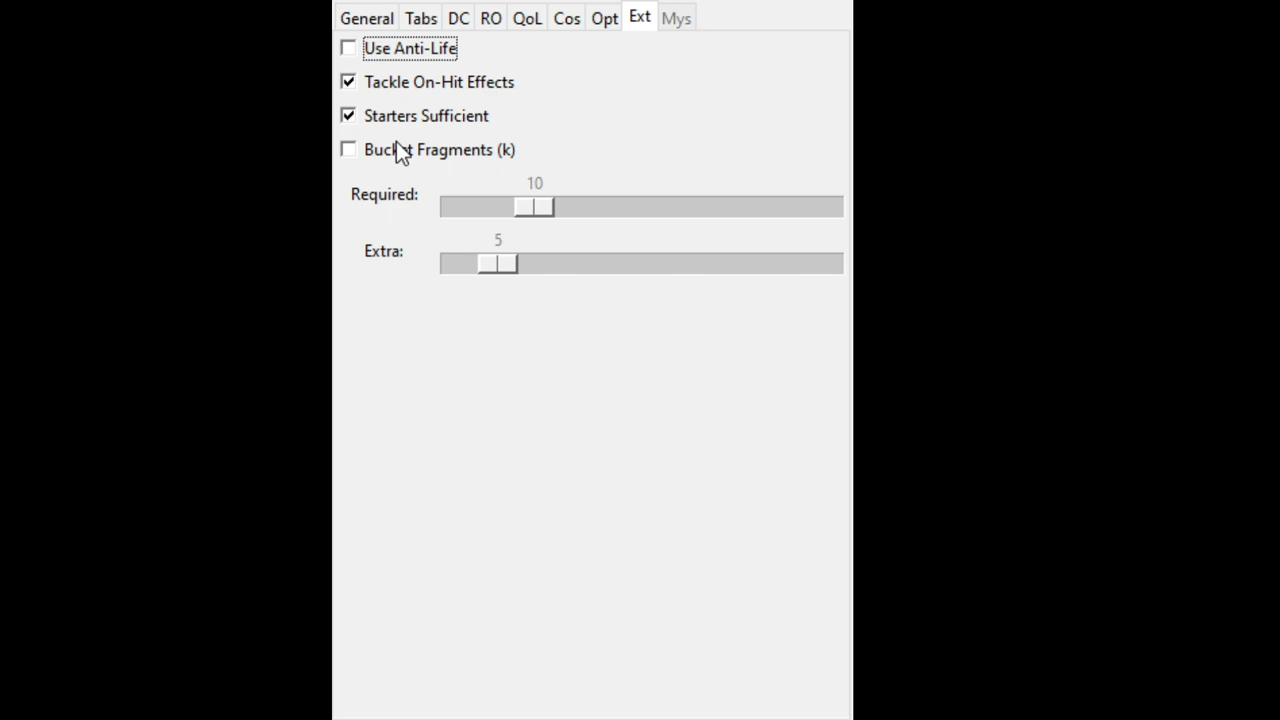 General Tabs DC RO QoL Cos Opt Ext Mys
Use Anti-Life
Tackle On-Hit Effects
Starters Sufficient
Fragments (k)
10
Required:
5
Extra: